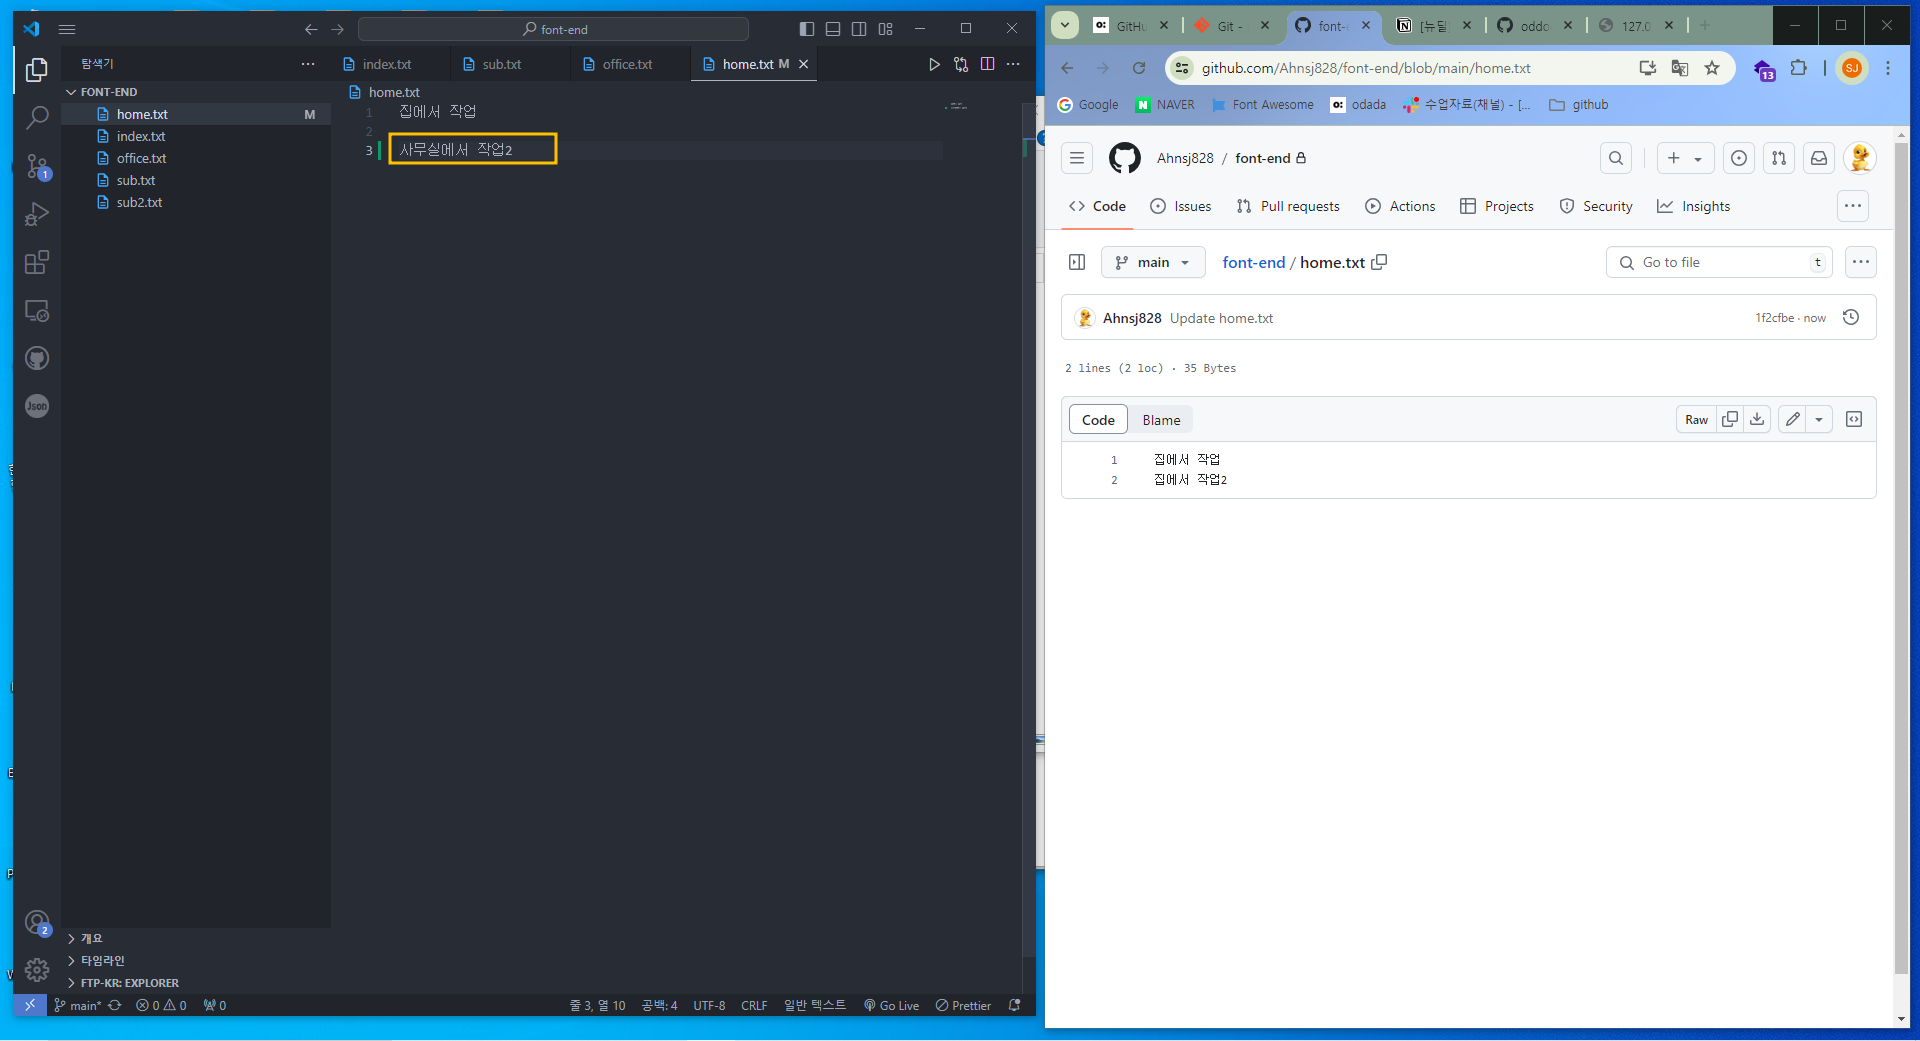 font-end
탐색기
index.txt
sub.txt
office.txt
home.txt M
FONT-END
home.txt M
index.txt
office.txt
sub.txt
sub2.txt
home.txt
1 집에서 작업
2
3 사무실에서 작업2
1
Json
2
개요
타임라인
FTP-KR: EXPLORER
main* 0 0 0
줄 3, 열 10 공백: 4 UTF-8 CRLF 일반 텍스트 Go Live Prettier
GitHu
Git -
font-
[뉴딜
oddo
127.0
github.com/Ahnsj828/font-end/blob/main/home.txt
13
SJ
Google NAVER Font Awesome odada 수업자료(채널) - [... github
Ahnsj828 / font-end
Code Issues Pull requests Actions Projects Security Insights
main font-end / home.txt Go to file t
Ahnsj828 Update home.txt 1f2cfbe · now
2 lines (2 loc) · 35 Bytes
Code Blame Raw
1 집에서 작업
2 집에서 작업2